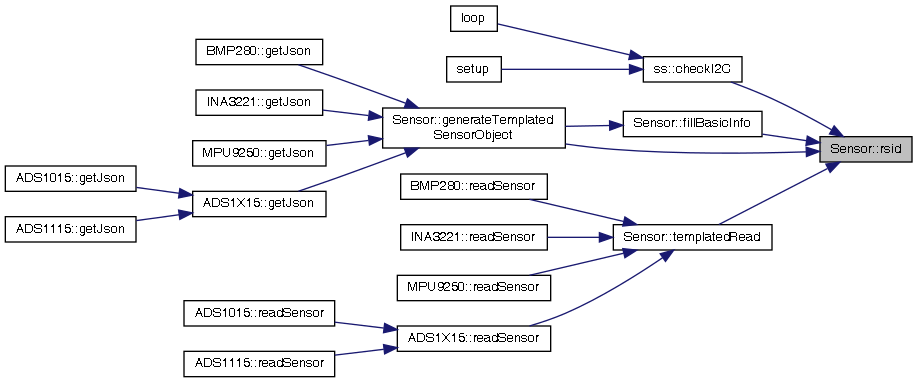 loop
BMP280::getJson
setup
ss::checkI2C
INA3221::getJson
Sensor::generateTemplated
SensorObject
Sensor::fillBasicInfo
MPU9250::getJson
Sensor::rsid
ADS1015::getJson
BMP280::readSensor
ADS1X15::getJson
ADS1115::getJson
INA3221::readSensor
Sensor::templatedRead
MPU9250::readSensor
ADS1015::readSensor
ADS1X15::readSensor
ADS1115::readSensor